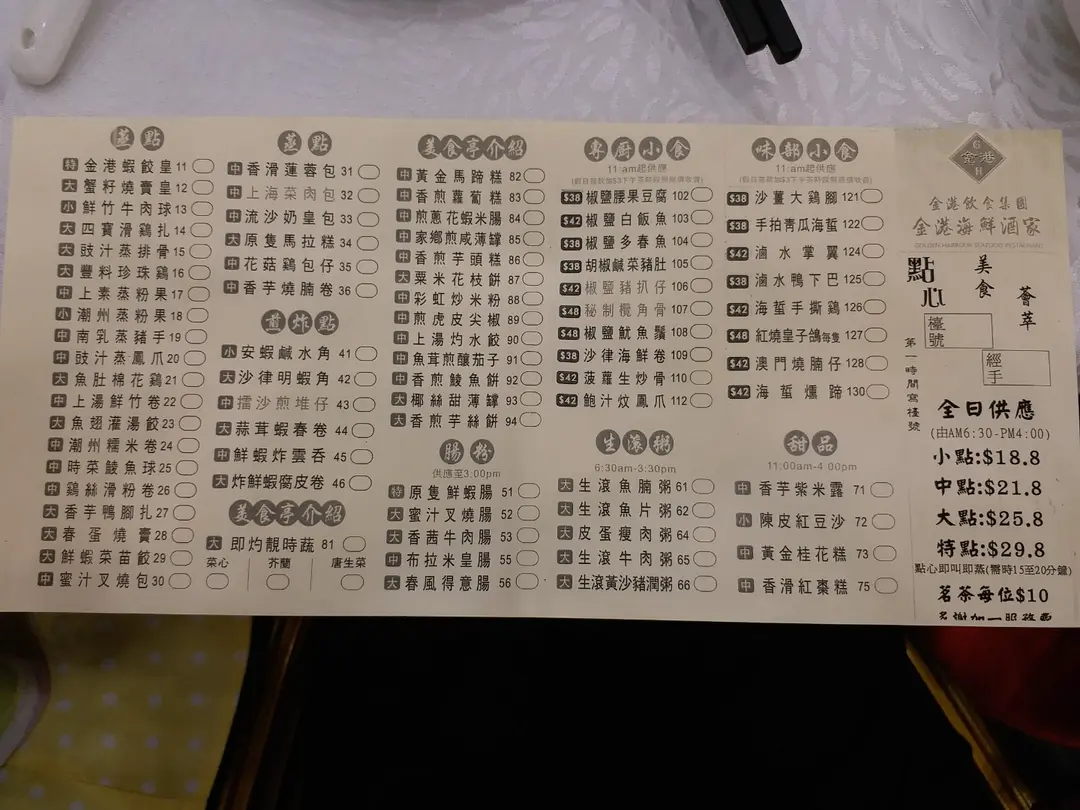 蒸點
特 金港蝦餃皇 11
大 蟹籽燒賣皇 12
小 鮮竹牛肉球 13
大 四寶滑鷄扎 14
大 豉汁蒸排骨 15
大 豐料珍珠鷄 16
中 上素蒸粉果 17
小 潮州蒸粉果 18
中 南乳蒸豬手 19
中 豉汁蒸鳳爪 20
大 魚肚棉花鷄 21
中 上湯鮮竹卷 22
大 魚翅灌湯餃 23
中 潮州糯米卷 24
中 時菜鯪魚球 25
中 鷄絲滑粉卷 26
大 香芋鴨腳扎 27
大 春蛋燒賣 28
大 鮮蝦菜苗餃 29
中 蜜汁叉燒包 30
蒸點
中 香滑蓮蓉包 31
中 上海菜肉包 32
中 流沙奶皇包 33
大 原隻馬拉糕 34
中 花菇鷄包仔 35
中 香芋燒腩卷 36
煎炸點
小 安蝦鹹水角 41
大 沙律明蝦角 42
中 擂沙煎堆仔 43
大 蒜茸蝦春卷 44
中 鮮蝦炸雲吞 45
大 炸鮮蝦腐皮卷 46
美食亭介紹
大 即灼靚時蔬 81
菜心 芥蘭 唐生菜
美食亭介紹
中 黃金馬蹄糕 82
中 香煎蘿蔔糕 83
中 煎蔥花蝦米腸 84
中 家鄉煎咸薄罉 85
中 香煎芋頭糕 86
大 粟米花枝餅 87
中 彩虹炒米粉 88
中 煎虎皮尖椒 89
中 上湯灼水餃 90
中 魚茸煎釀茄子 91
中 香煎鯪魚餅 92
大 椰絲甜薄罉 93
大 香煎芋絲餅 94
腸粉
供應至3:00pm
特 原隻鮮蝦腸 51
大 蜜汁叉燒腸 52
大 香茜牛肉腸 53
中 布拉米皇腸 55
大 春風得意腸 56
專廚小食
11:am起供應
$38 椒鹽腰果豆腐 102
$42 椒鹽白飯魚 103
$38 椒鹽多春魚 104
$38 胡椒鹹菜豬肚 105
$42 椒鹽豬扒仔 106
$48 秘制欖角骨 107
$48 椒鹽魷魚鬚 108
$38 沙律海鮮卷 109
$42 菠蘿生炒骨 110
$42 鮑汁炆鳳爪 112
生滾粥
6:30am-3:30pm
大 生滾魚腩粥 61
大 生滾魚片粥 62
大 皮蛋瘦肉粥 64
大 生滾牛肉粥 65
大 生滾黃沙豬潤粥 66
味部小食
11:am起供應
$38 沙薑大鷄腳 121
$38 手拍靑瓜海蜇 122
$42 滷水掌翼 124
$38 滷水鴨下巴 125
$42 海蜇手撕鷄 126
$48 紅燒皇子鴿每隻 127
$42 澳門燒腩仔 128
$42 海蜇燻蹄 130
甜品
11:00am-4:00pm
中 香芋紫米露 71
小 陳皮紅豆沙 72
中 黃金桂花糕 73
中 香滑紅棗糕 75
G
金港
H
金港飲食集團
金港海鮮酒家
GOLDEN HARBOUR SEAFOOD RESTAURANT
點心
美食
薈萃
檯號
經手
第一時間寫檯號
全日供應
(由AM6:30-PM4:00)
小點:$18.8
中點:$21.8
大點:$25.8
特點:$29.8
點心即叫即蒸(需時15至20分鐘)
茗茶每位$10
多謝加一服務費